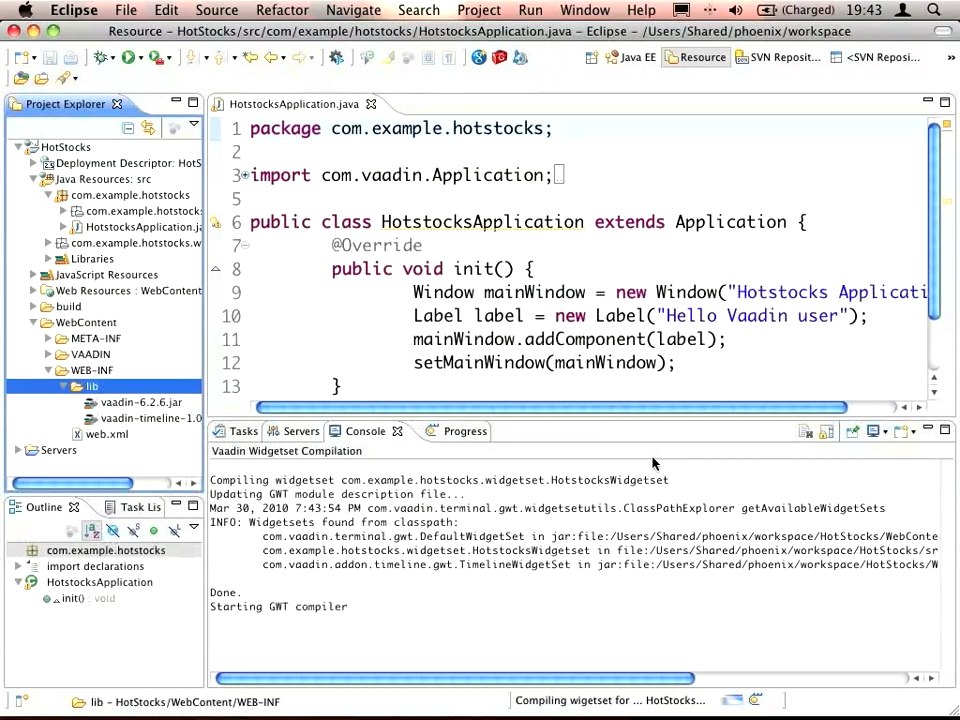 Eclipse File Edit Source Refactor Navigate Search Project Run Window Help (Charged) 19:43
Resource – HotStocks/src/com/example/hotstocks/HotstocksApplication.java – Eclipse – /Users/Shared/phoenix/workspace
Java EE Resource SVN Reposit... <SVN Reposi... »
Project Explorer
HotStocks
Deployment Descriptor: HotS
Java Resources: src
com.example.hotstocks
com.example.hotstock
HotstocksApplication.ja
com.example.hotstocks.w
Libraries
JavaScript Resources
Web Resources : WebContent
build
WebContent
META-INF
VAADIN
WEB-INF
lib
vaadin-6.2.6.jar
vaadin-timeline-1.0
web.xml
Servers
Outline Task Lis
com.example.hotstocks
import declarations
HotstocksApplication
init() : void
HotstocksApplication.java
1 package com.example.hotstocks;
2
3 import com.vaadin.Application;
5
6 public class HotstocksApplication extends Application {
7 @Override
8 public void init() {
9 Window mainWindow = new Window("Hotstocks Applicati
10 Label label = new Label("Hello Vaadin user");
11 mainWindow.addComponent(label);
12 setMainWindow(mainWindow);
13 }
Tasks Servers Console Progress
Vaadin Widgetset Compilation
Compiling widgetset com.example.hotstocks.widgetset.HotstocksWidgetset
Updating GWT module description file...
Mar 30, 2010 7:43:54 PM com.vaadin.terminal.gwt.widgetsetutils.ClassPathExplorer getAvailableWidgetSets
INFO: Widgetsets found from classpath:
com.vaadin.terminal.gwt.DefaultWidgetSet in jar:file:/Users/Shared/phoenix/workspace/HotStocks/WebConte
com.example.hotstocks.widgetset.HotstocksWidgetset in file:/Users/Shared/phoenix/workspace/HotStocks/sr
com.vaadin.addon.timeline.gwt.TimelineWidgetSet in jar:file:/Users/Shared/phoenix/workspace/HotStocks/W
Done.
Starting GWT compiler
lib – HotStocks/WebContent/WEB-INF
Compiling wigetset for ... HotStocks...